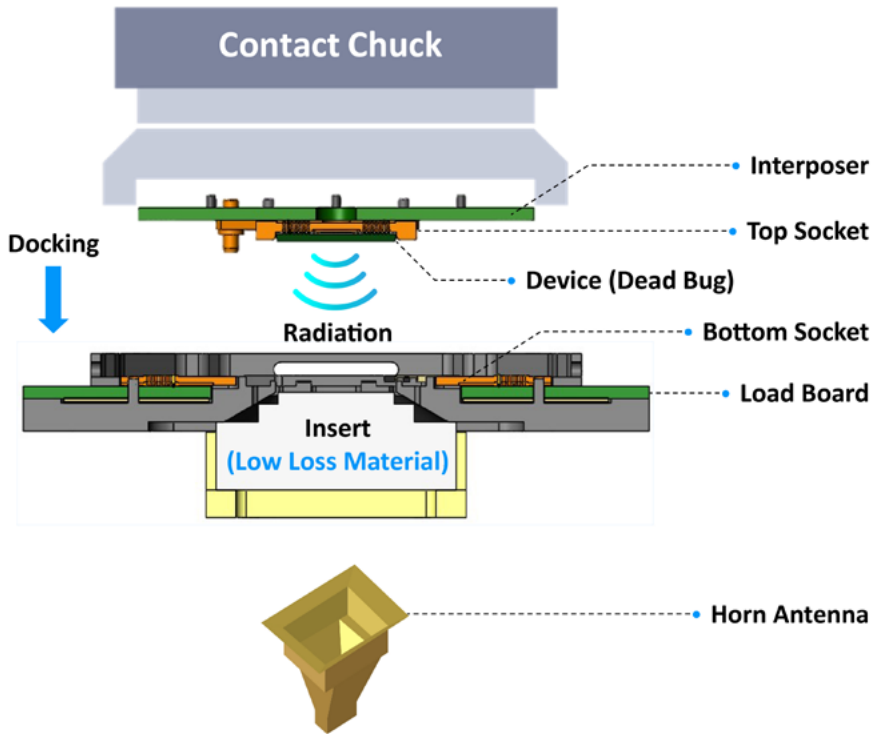 Contact Chuck
Interposer
Top Socket
Docking
Device (Dead Bug)
Radiation
Bottom Socket
Load Board
Insert
(Low Loss Material)
Horn Antenna